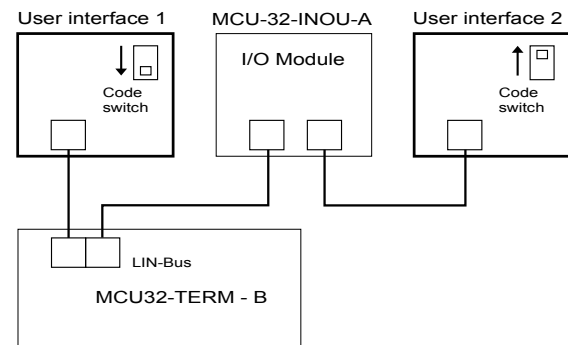 User interface 1
MCU-32-INOU-A
User interface 2
I/O Module
Code
switch
Code
switch
LIN-Bus
MCU32-TERM - B